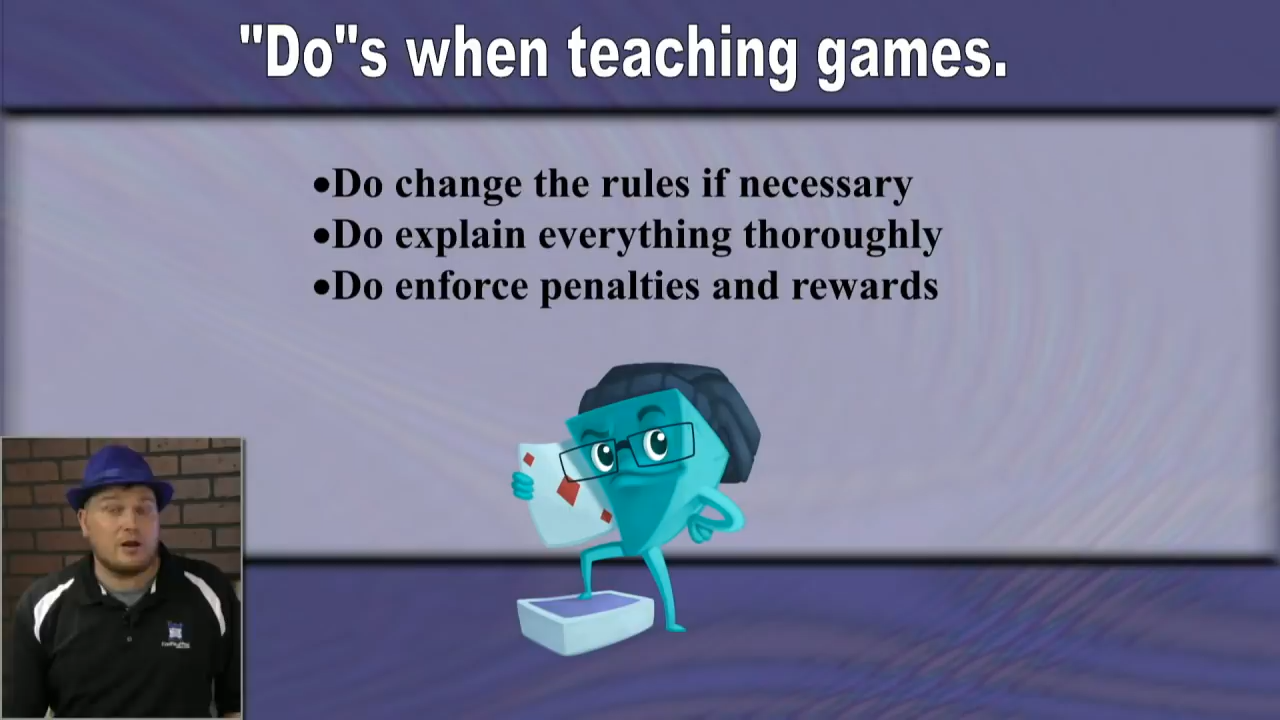 "Do"s when teaching games.
•Do change the rules if necessary
•Do explain everything thoroughly
•Do enforce penalties and rewards